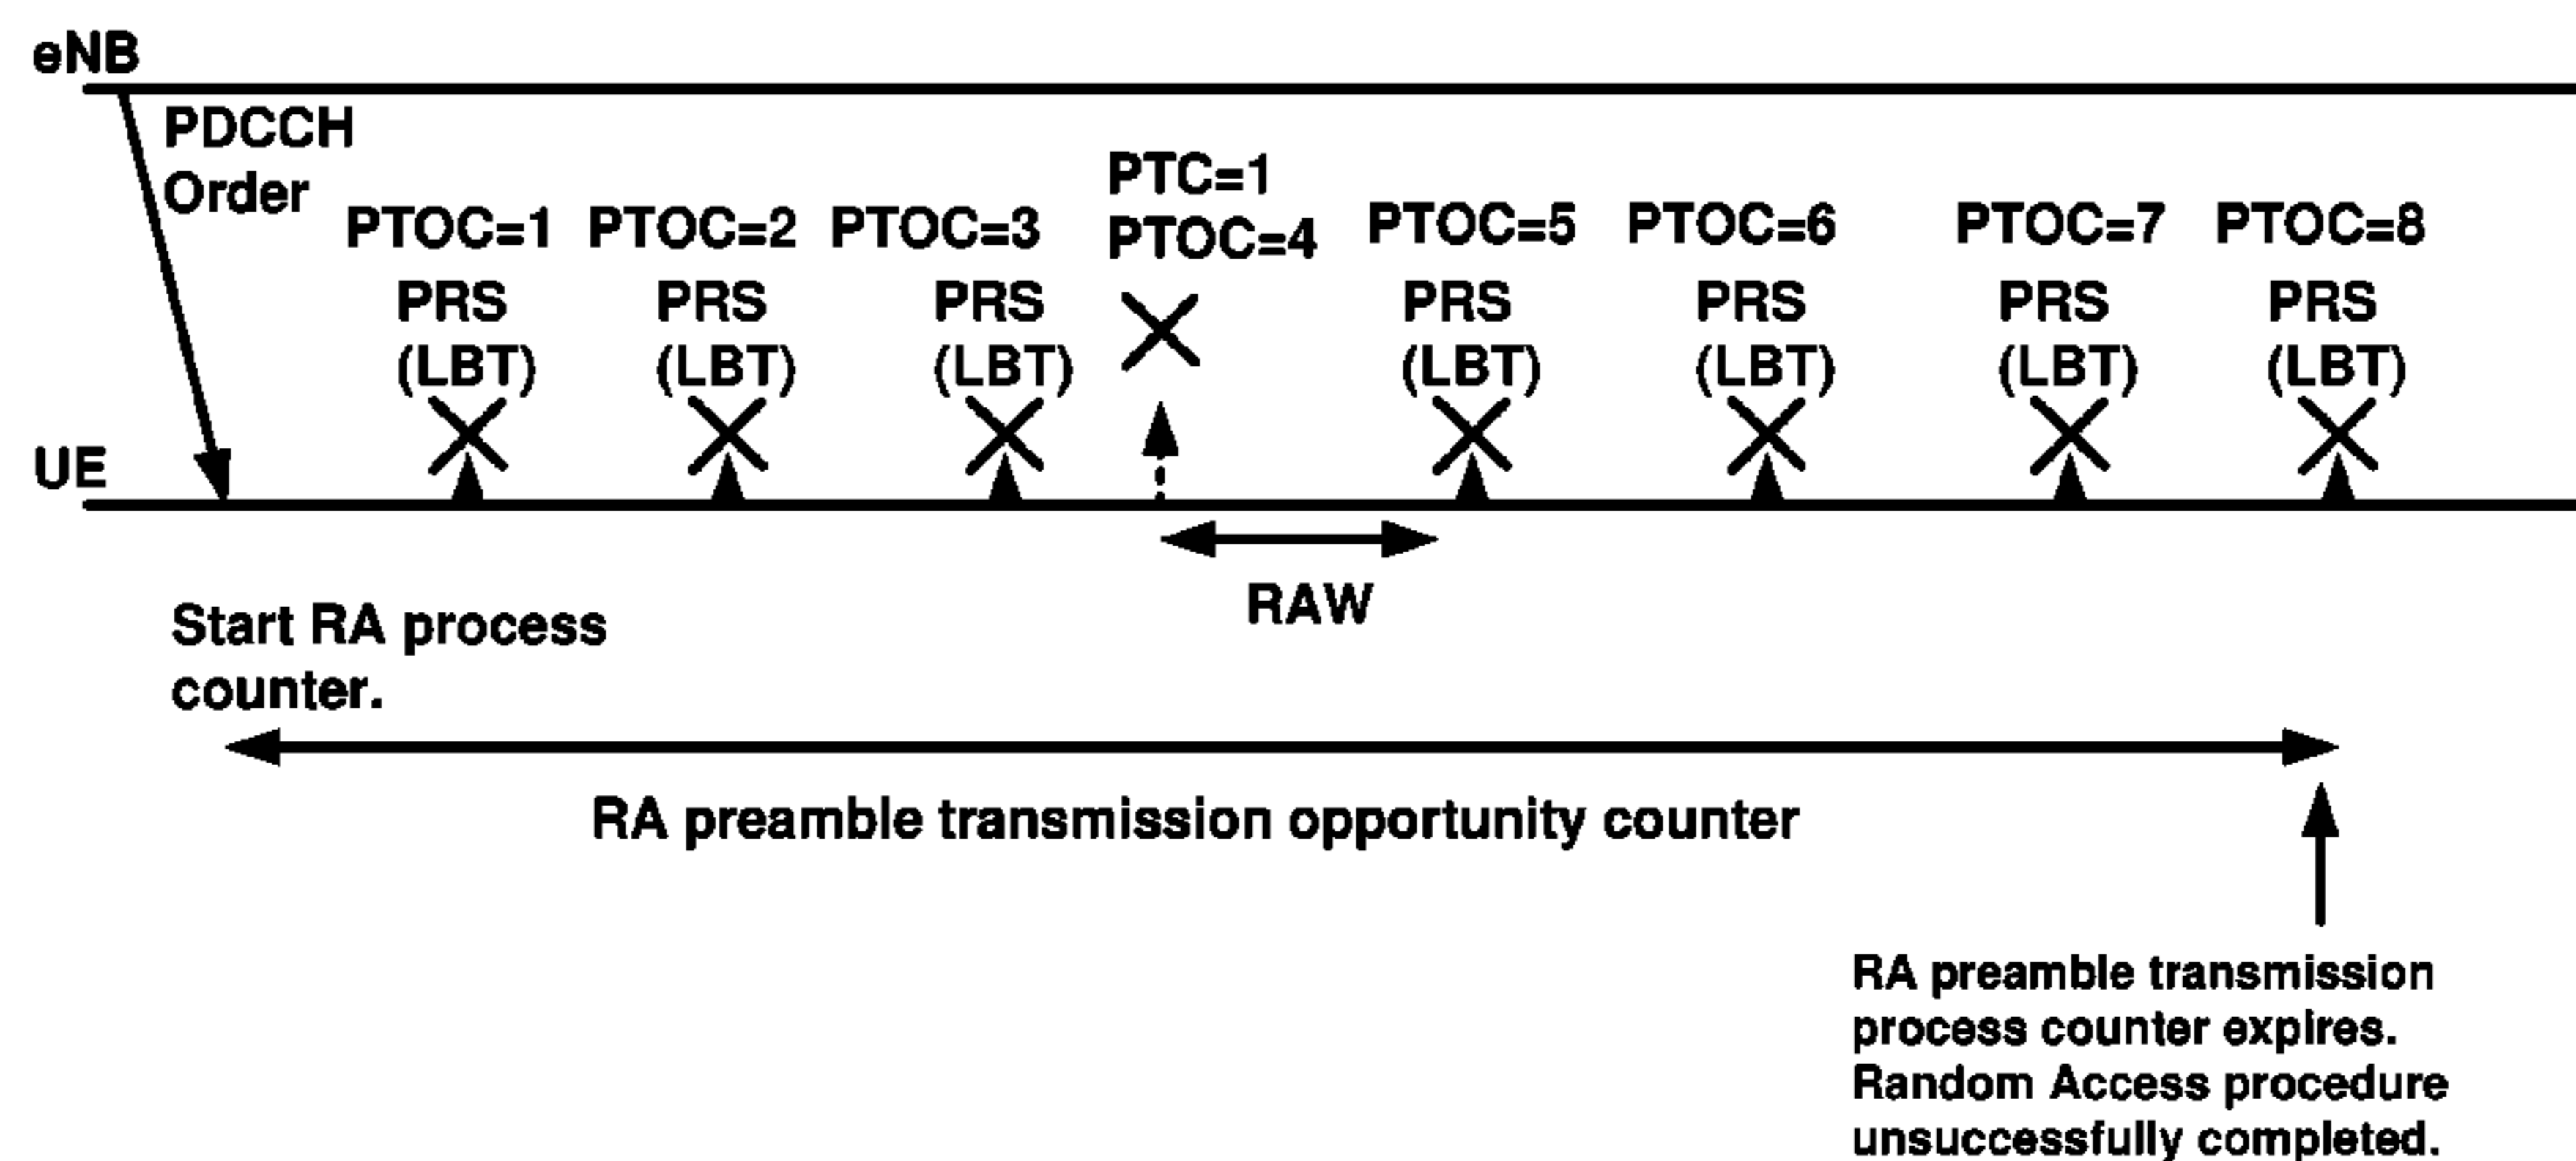 eNB
PDCCH
Order
PTOC=1
PTOC=2
PTOC=3
PTC=1
PTOC=4
PTOC=5
PTOC=6
PTOC=7
PTOC=8
PRS
(LBT)
PRS
(LBT)
PRS
(LBT)
PRS
(LBT)
PRS
(LBT)
PRS
(LBT)
PRS
(LBT)
UE
RAW
Start RA process
counter.
RA preamble transmission opportunity counter
RA preamble transmission
process counter expires.
Random Access procedure
unsuccessfully completed.